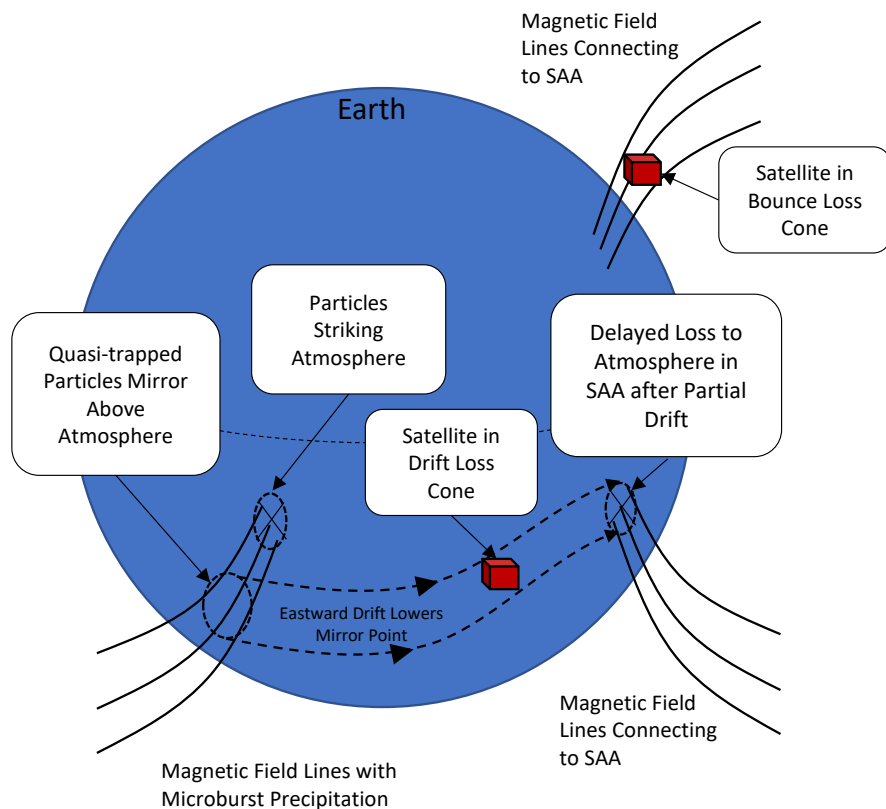 Magnetic Field
Lines Connecting
to SAA
Earth
Satellite in
Bounce Loss
Cone
Particles
Striking
Atmosphere
Quasi-trapped
Particles Mirror
Above
Atmosphere
Delayed Loss to
Atmosphere in
SAA after Partial
Drift
Satellite in
Drift Loss
Cone
Eastward Drift Lowers
Mirror Point
Magnetic Field
Lines Connecting
to SAA
Magnetic Field Lines with
Microburst Precipitation